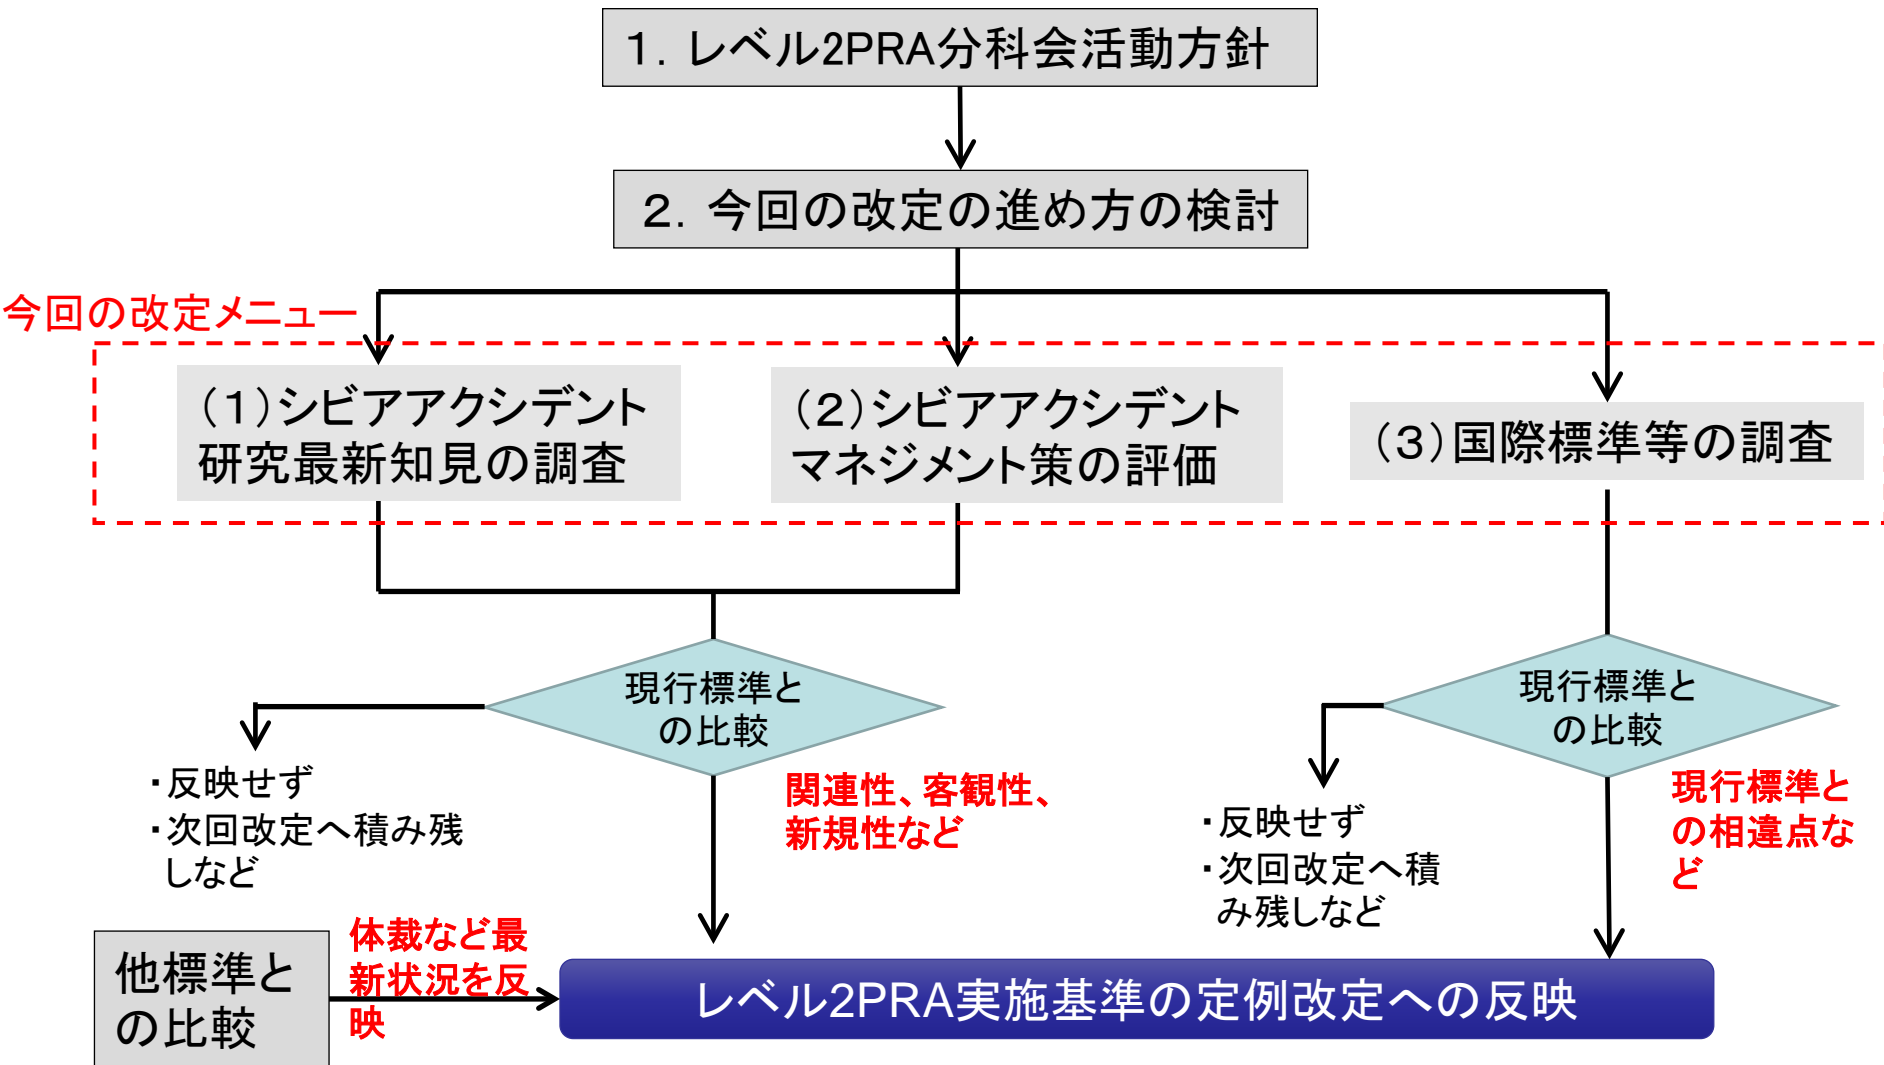 １．レベル2PRA分科会活動方針
２．今回の改定の進め方の検討
今回の改定メニュー
（１）シビアアクシデント
研究最新知見の調査
（２）シビアアクシデント
マネジメント策の評価
（３）国際標準等の調査
現行標準と
の比較
現行標準と
の比較
・反映せず
・次回改定へ積み残
しなど
関連性、客観性、
新規性など
・反映せず
・次回改定へ積
み残しなど
現行標準と
の相違点な
ど
他標準と
の比較
体裁など最
新状況を反
映
レベル2PRA実施基準の定例改定への反映